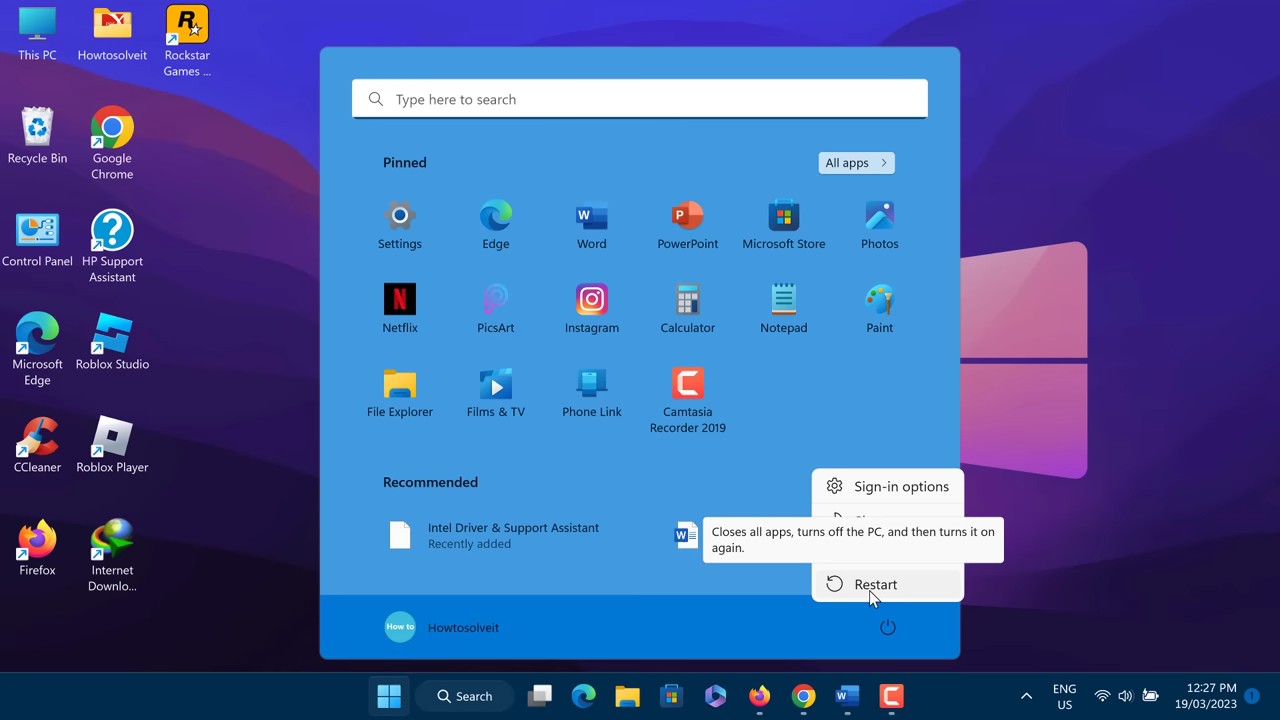 This PC
Howtosolveit
Rockstar
Games ...
Recycle Bin
Google
Chrome
Control Panel
HP Support
Assistant
Microsoft
Edge
Roblox Studio
CCleaner
Roblox Player
Firefox
Internet
Downlo...
Type here to search
Pinned
All apps
Settings
Edge
Word
PowerPoint
Microsoft Store
Photos
Netflix
PicsArt
Instagram
Calculator
Notepad
Paint
File Explorer
Films & TV
Phone Link
Camtasia
Recorder 2019
Recommended
Intel Driver & Support Assistant
Recently added
Sign-in options
Closes all apps, turns off the PC, and then turns it on
again.
Restart
How to
Howtosolveit
Search
ENG
US
12:27 PM
19/03/2023
1